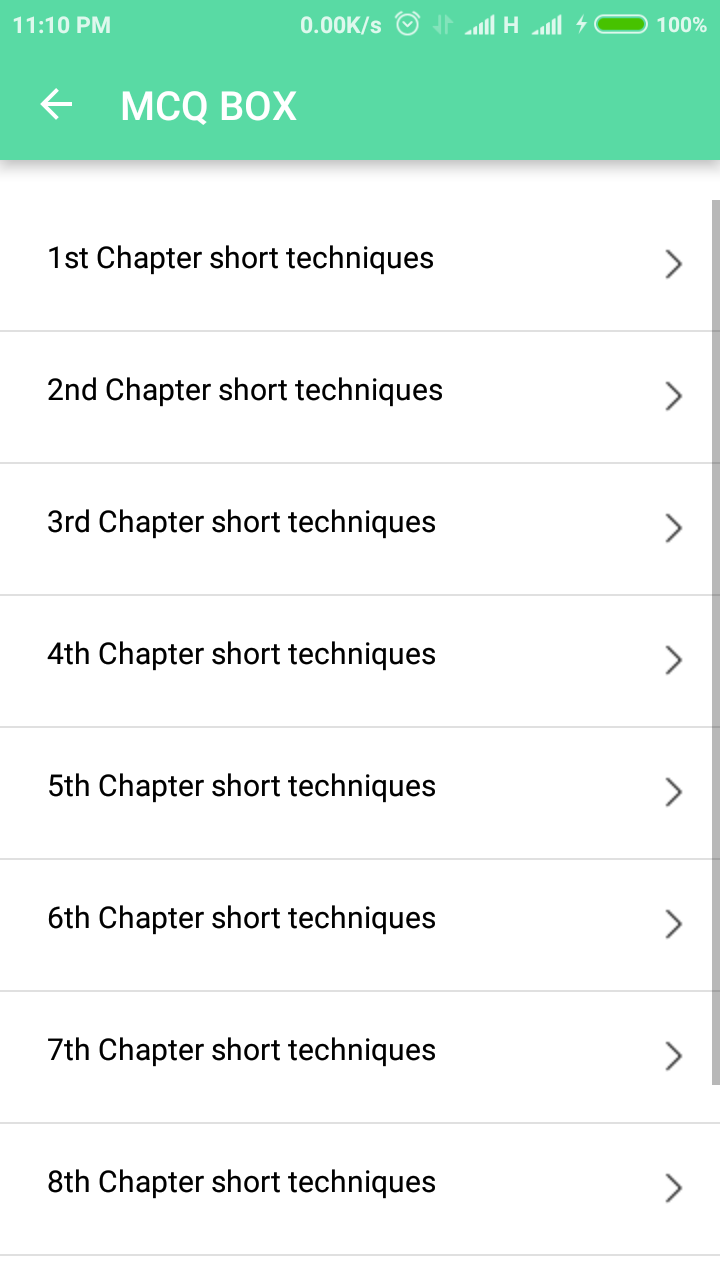 11:10 PM 0.00K/s H 100%
MCQ BOX
1st Chapter short techniques
2nd Chapter short techniques
3rd Chapter short techniques
4th Chapter short techniques
5th Chapter short techniques
6th Chapter short techniques
7th Chapter short techniques
8th Chapter short techniques